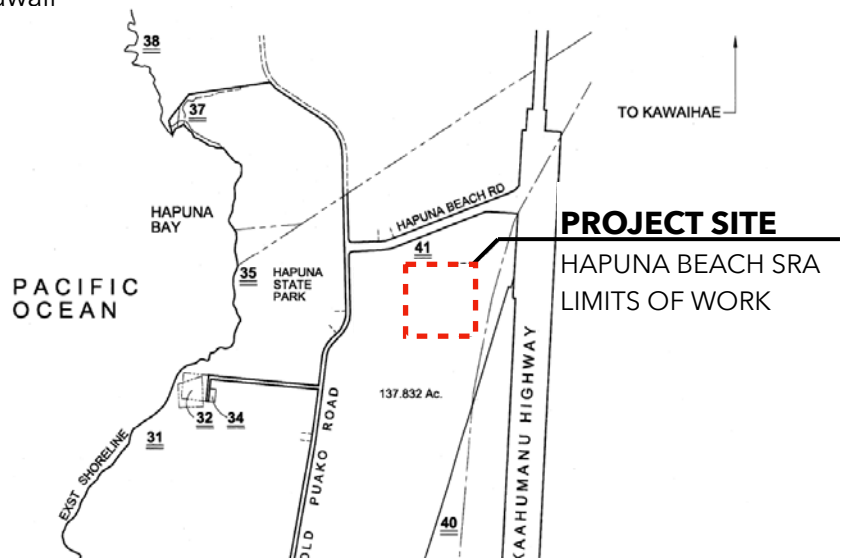 38
37
TO KAWAIHAE
HAPUNA
BAY
HAPUNA BEACH RD
PROJECT SITE
41
HAPUNA BEACH SRA
LIMITS OF WORK
35
HAPUNA
STATE
PARK
PACIFIC
OCEAN
137.832 Ac.
32
34
31
EXST SHORELINE
OLD PUAKO ROAD
40
KAAHUMANU HIGHWAY